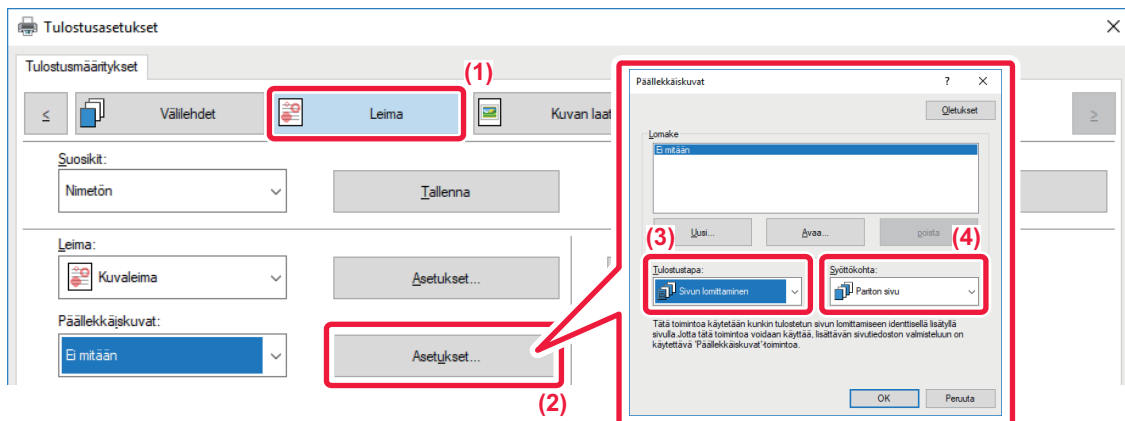 Tulostusasetukset
Tulostusmääritykset
(1)
<
Välilehdet
Leima
Kuvan laat
>
Suosikit:
Nimetön
Tallenna
Leima:
Kuvaleima
Asetukset...
Päällekkäiskuvat:
Ei mitään
Asetukset...
(2)
Päällekkäiskuvat
?
Oletukset
Lomake
Ei mitään
Uusi...
Avaa...
poista
(3)
(4)
Tulostustapa:
Syöttökohta:
Sivun lomittaminen
Pariton sivu
Tätä toimintoa käytetään kunkin tulostetun sivun lomittamiseen identtisellä lisätyllä
sivulla Jotta tätä toimintoa voidaan käyttää, lisättävän sivutiedoston valmisteluun on
käytettävä 'Päällekkäiskuvat'-toimintoa.
OK
Peruuta